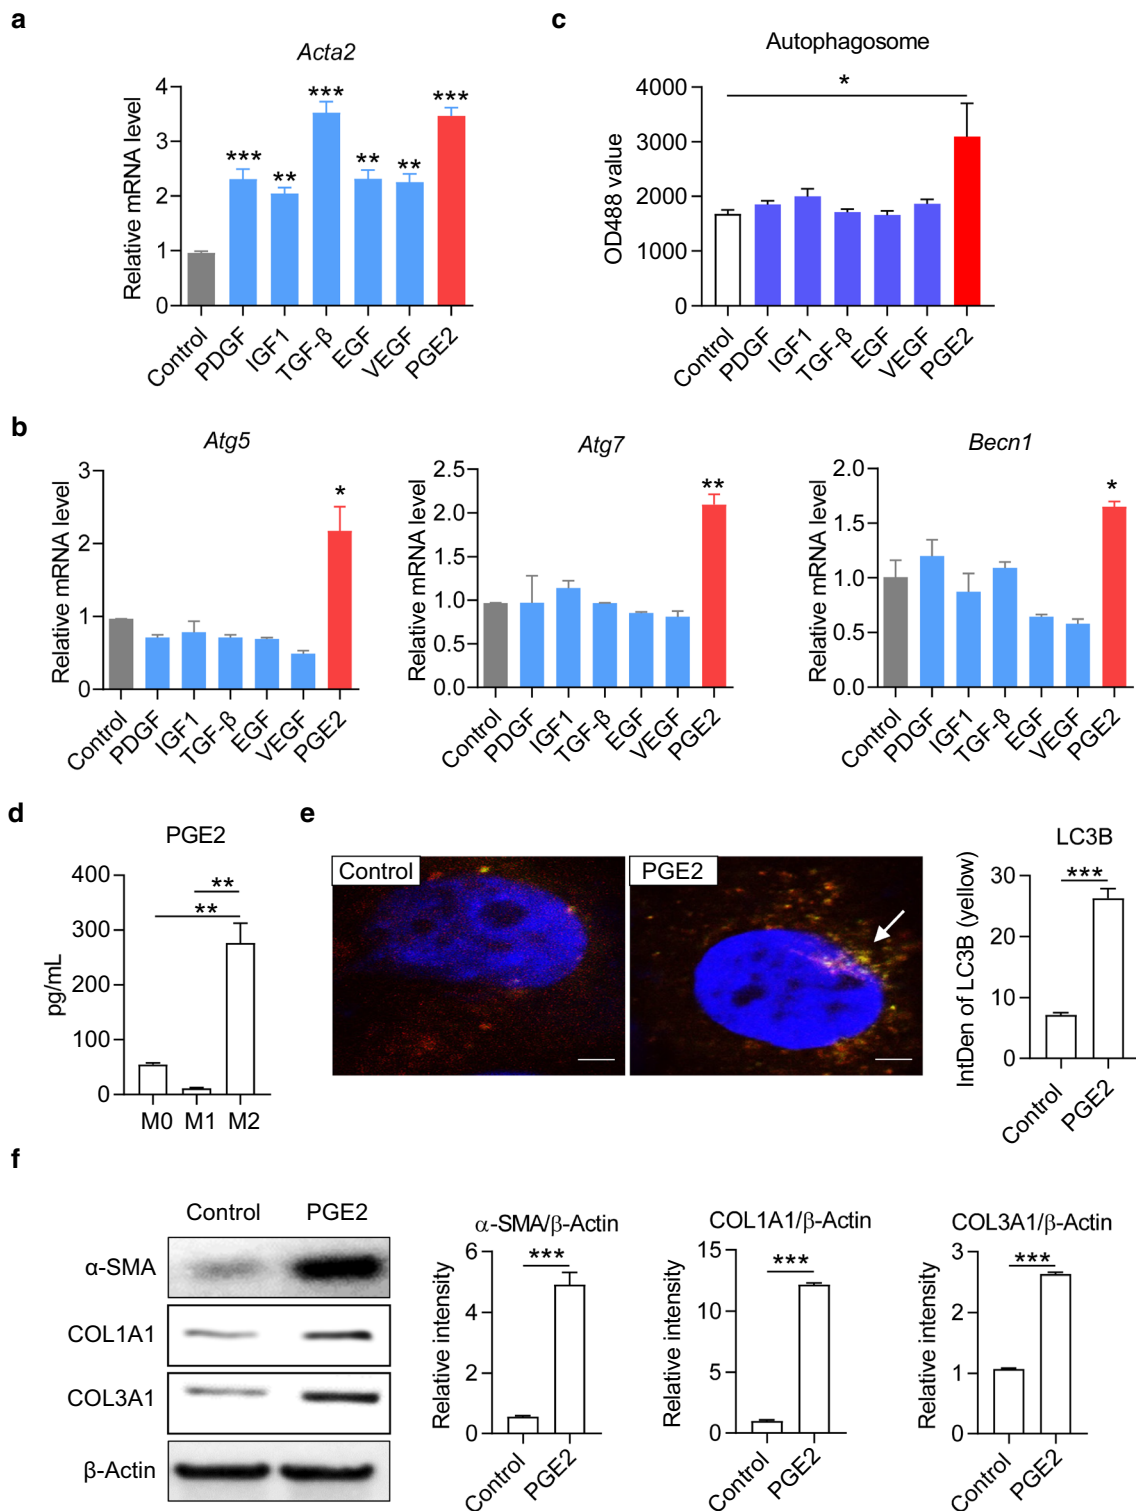 a
Acta2
Relative mRNA level
4
3
2
1
0
***
**
***
**
**
***
Control
PDGF
IGF1
TGF-β
EGF
VEGF
PGE2
c
Autophagosome
OD488 value
4000
3000
2000
1000
0
*
Control
PDGF
IGF1
TGF-β
EGF
VEGF
PGE2
b
Atg5
Relative mRNA level
3
2
1
0
*
Control
PDGF
IGF1
TGF-β
EGF
VEGF
PGE2
Atg7
Relative mRNA level
2.5
2.0
1.5
1.0
0.5
0.0
**
Control
PDGF
IGF1
TGF-β
EGF
VEGF
PGE2
Becn1
Relative mRNA level
2.0
1.5
1.0
0.5
0.0
*
Control
PDGF
IGF1
TGF-β
EGF
VEGF
PGE2
d
PGE2
pg/mL
400
300
200
100
0
**
**
M0 M1 M2
e
Control
PGE2
LC3B
IntDen of LC3B (yellow)
30
20
10
0
***
Control
PGE2
f
Control PGE2
α-SMA
COL1A1
COL3A1
β-Actin
α-SMA/β-Actin
Relative intensity
6
4
2
0
***
Control
PGE2
COL1A1/β-Actin
Relative intensity
15
10
5
0
***
Control
PGE2
COL3A1/β-Actin
Relative intensity
3
2
1
0
***
Control
PGE2